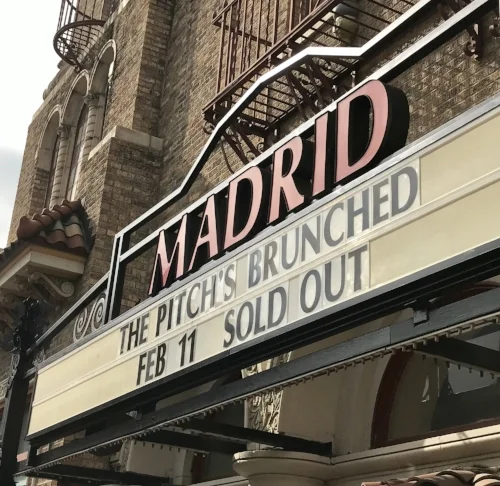 MADRID
THE PITCH'S BRUNCHED
FEB 11 SOLD OUT